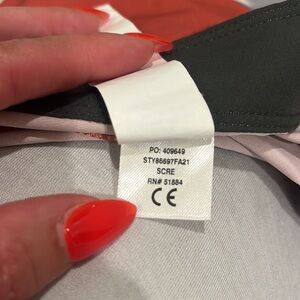 PO: 409649
STY86697FA21
SCRE
RN# 51884
CE